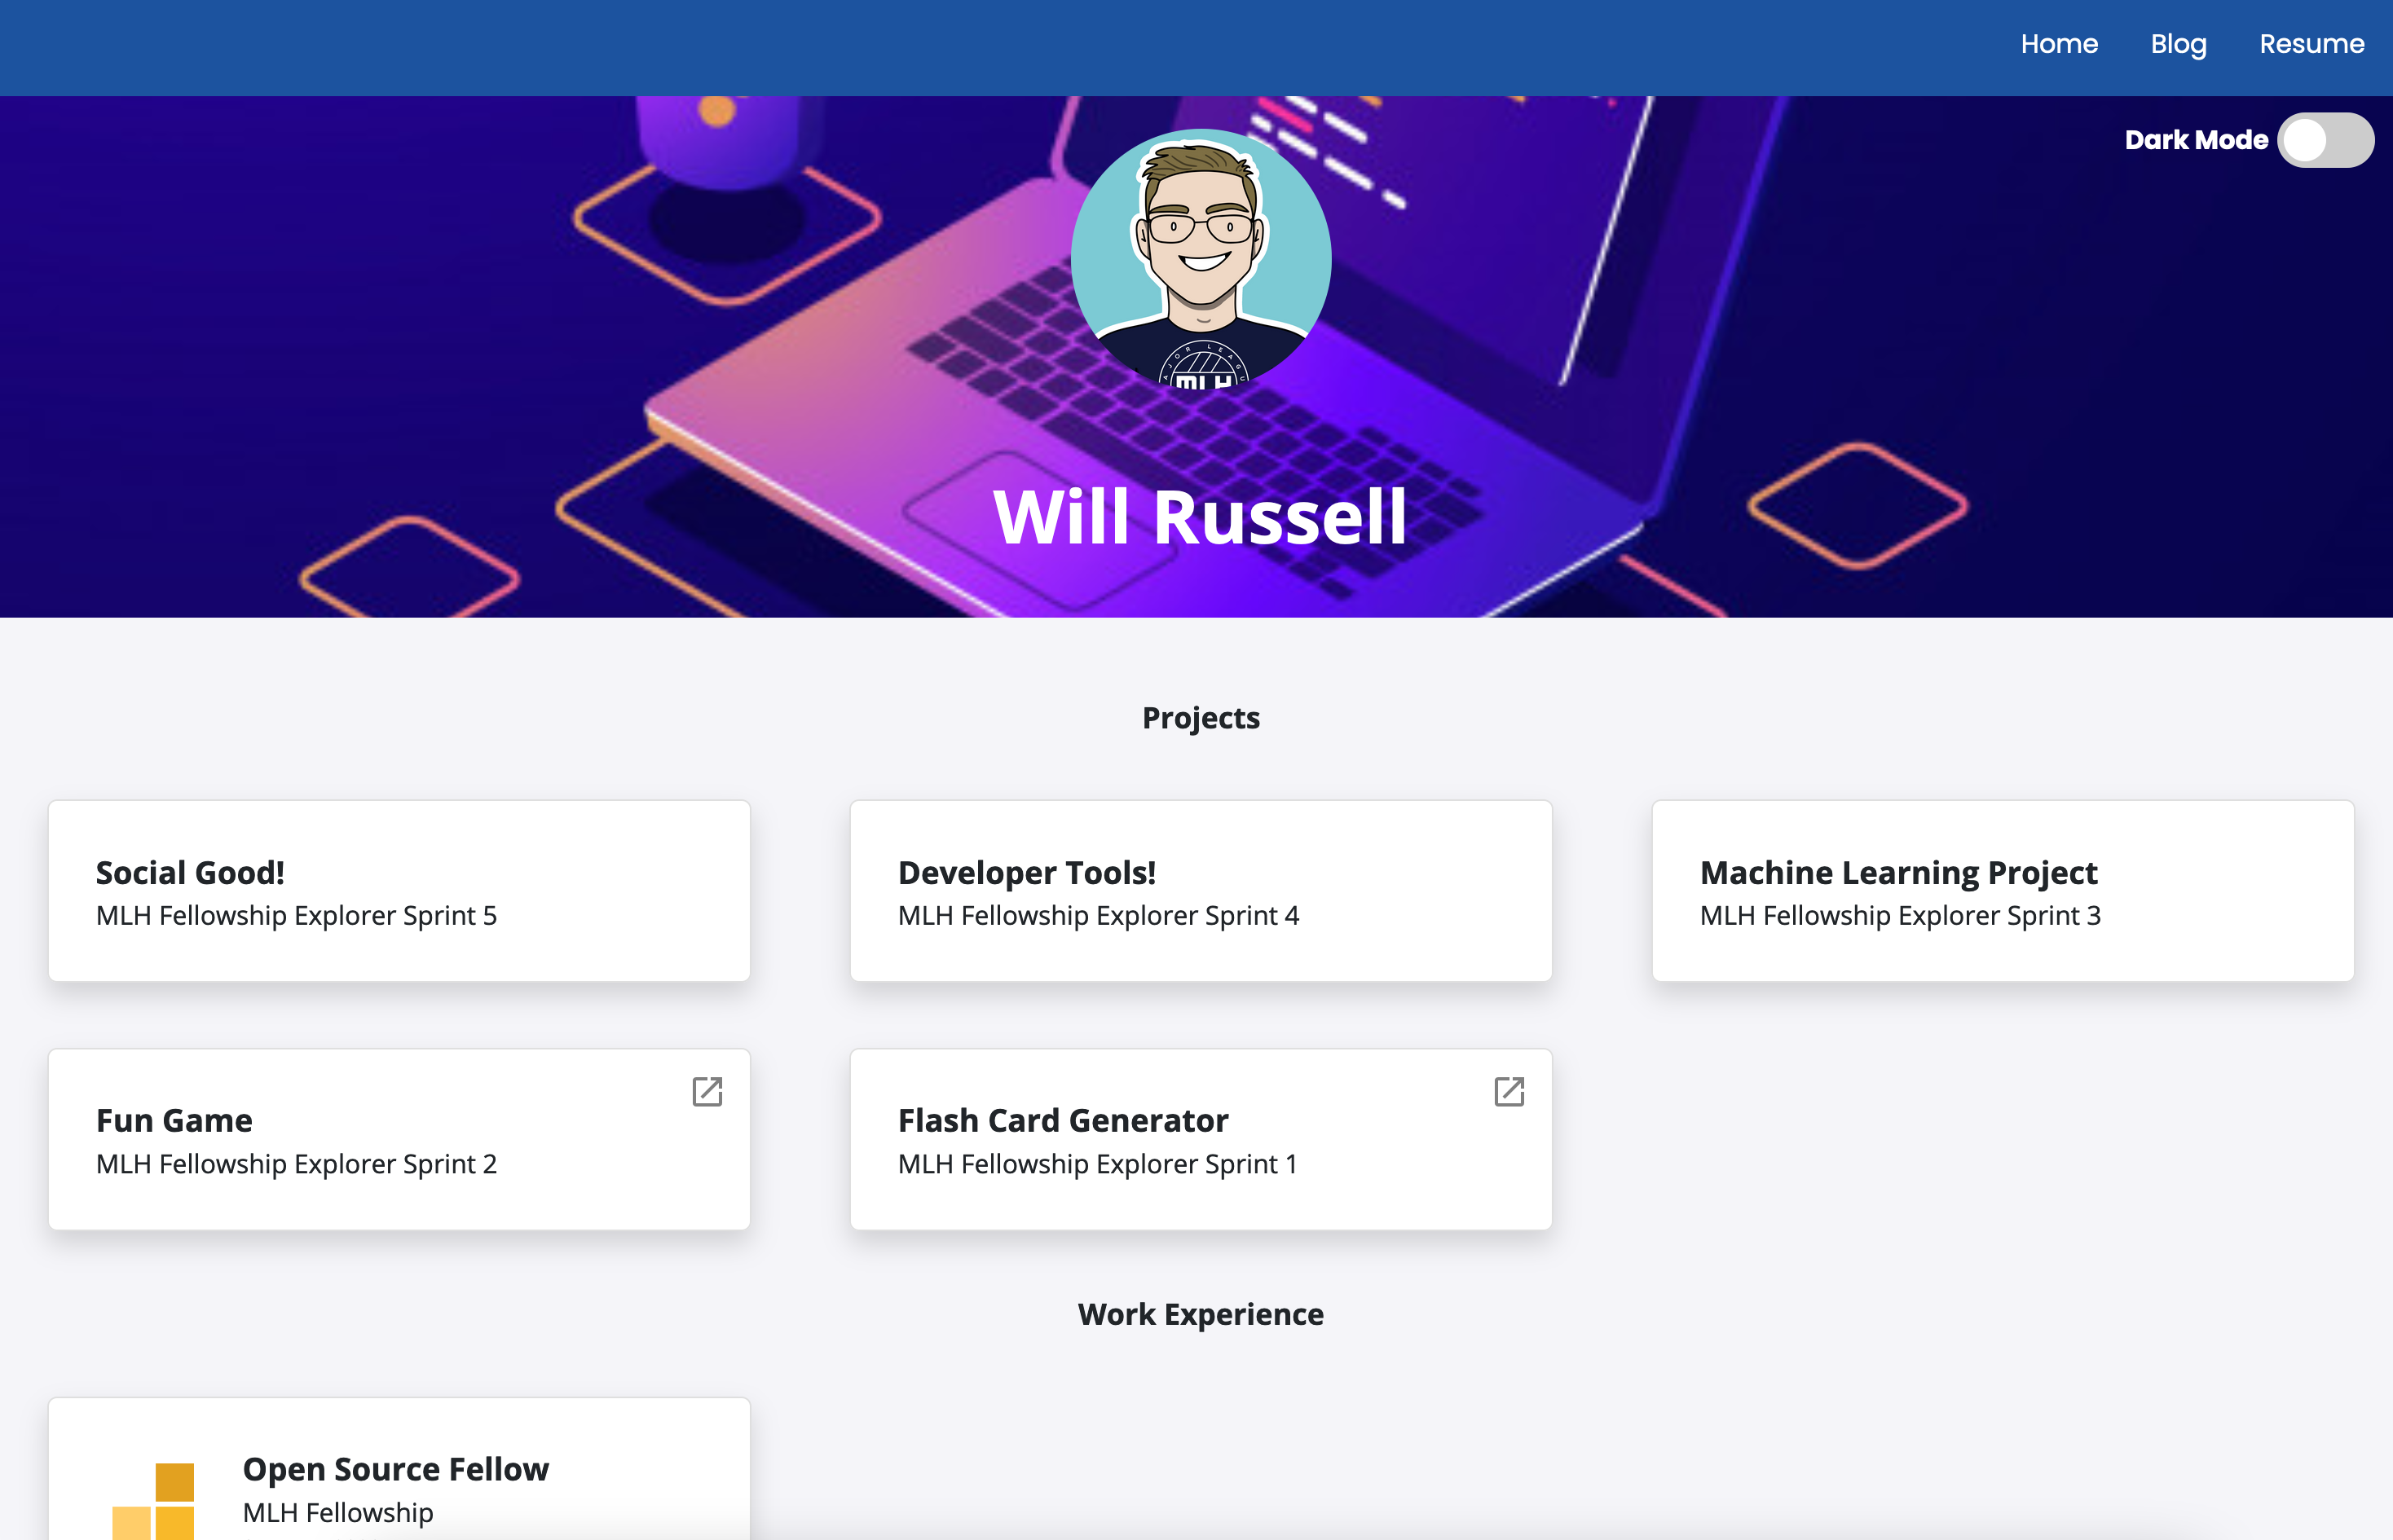 Home Blog Resume
Dark Mode
MLH
Will Russell
Projects
Social Good!
MLH Fellowship Explorer Sprint 5
Developer Tools!
MLH Fellowship Explorer Sprint 4
Machine Learning Project
MLH Fellowship Explorer Sprint 3
Fun Game
MLH Fellowship Explorer Sprint 2
Flash Card Generator
MLH Fellowship Explorer Sprint 1
Work Experience
Open Source Fellow
MLH Fellowship